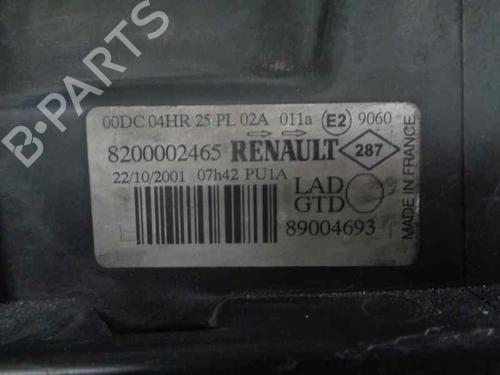 B-PARTS
00DC 04HR 25 PL 02A 011a E2 9060
8200002465 RENAULT 287
22/10/2001 07h42 PU1A
LAD
GTD
89004693
MADE IN FRANCE